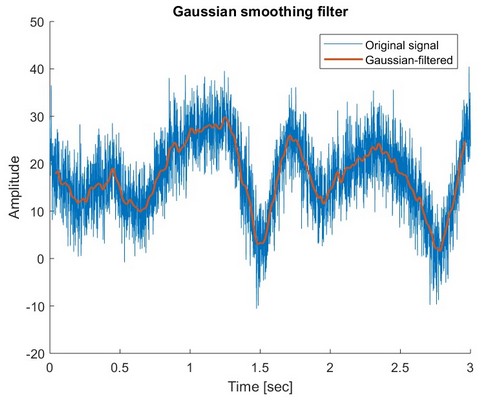 Gaussian smoothing filter
50
Original signal
Gaussian-filtered
40
30
20
10
0
-10
-20
Amplitude
0 0.5 1 1.5 2 2.5 3
Time [sec]